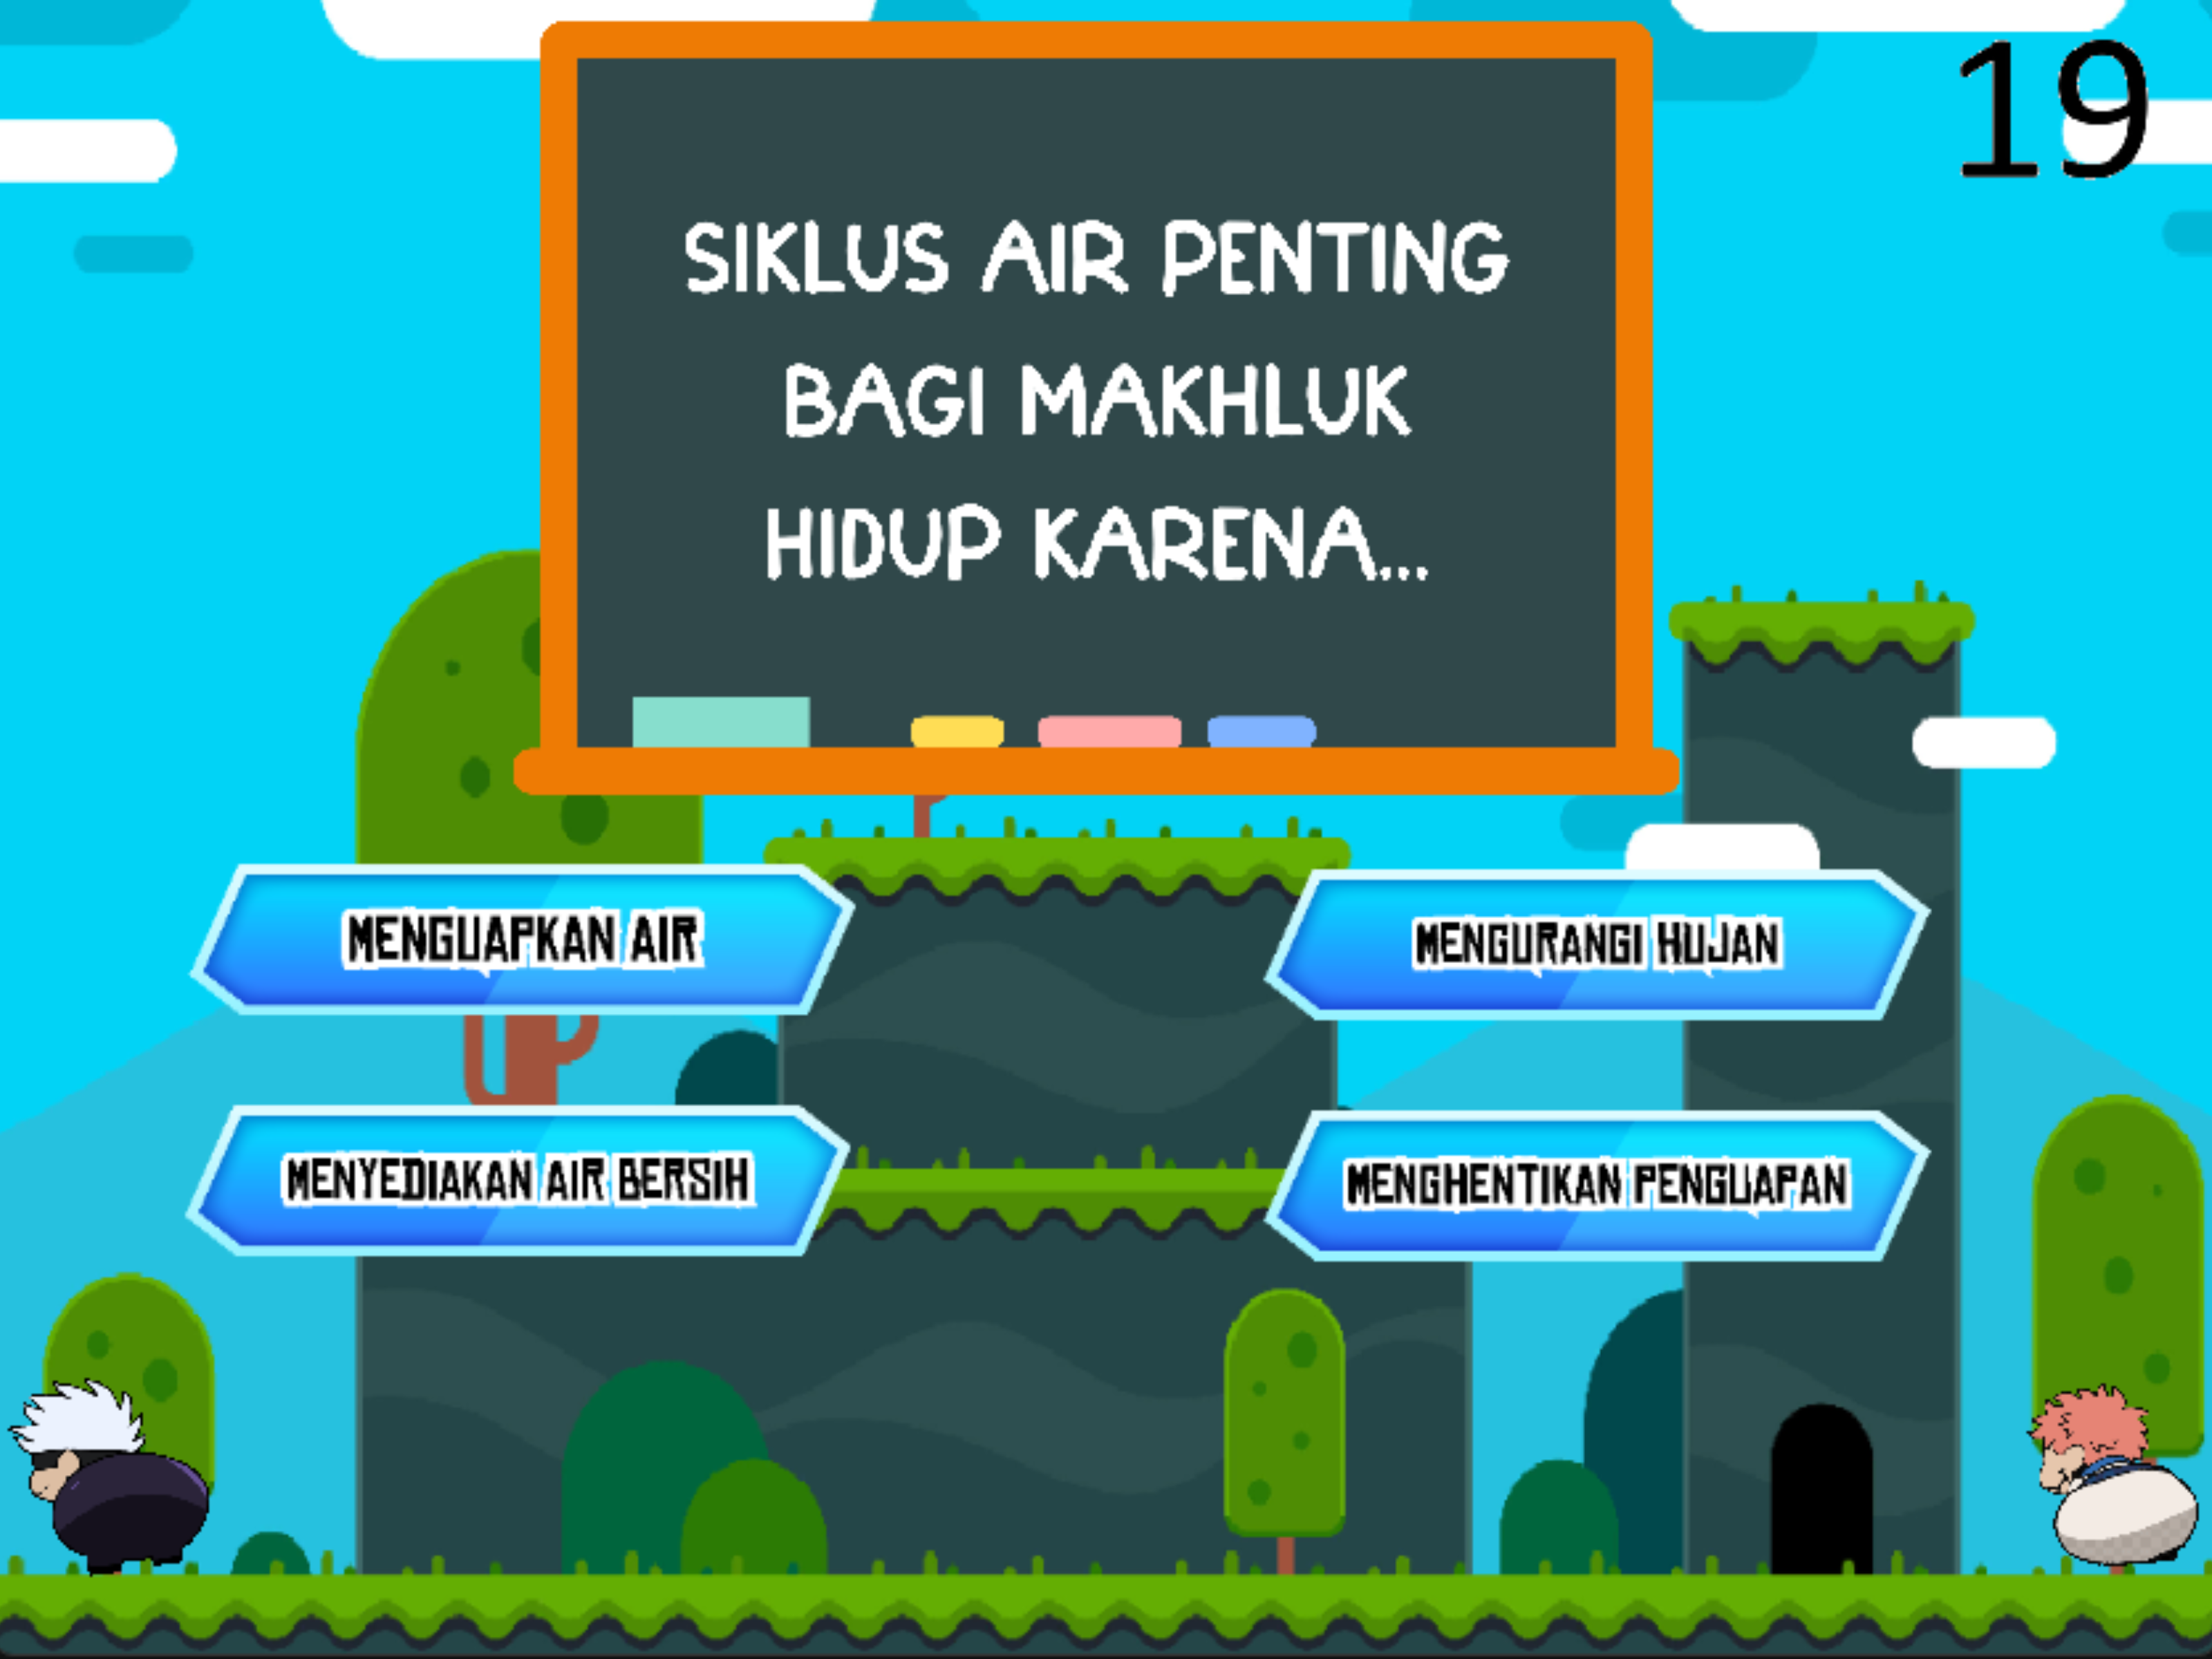 19
SIKLUS AIR PENTING
BAGI MAKHLUK
HIDUP KARENA...
MENGUAPKAN AIR
MENGURANGI HUJAN
MENYEDIAKAN AIR BERSIH
MENGHENTIKAN PENGUAPAN